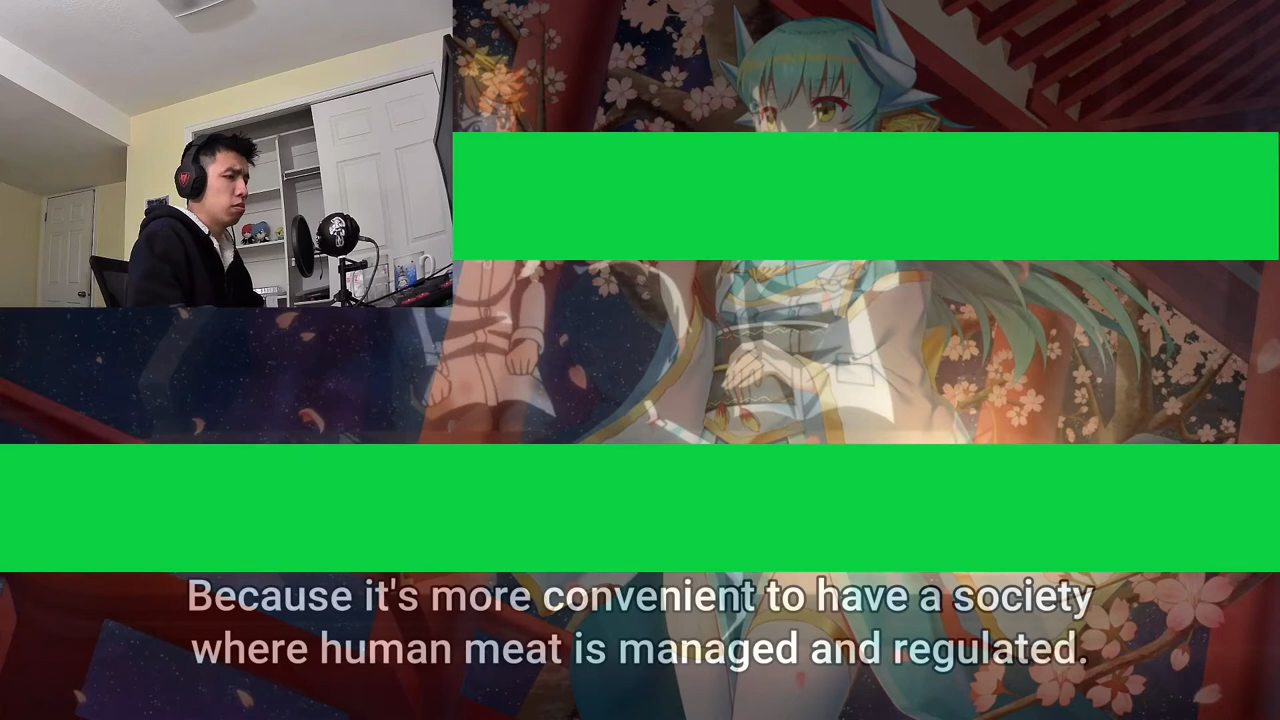 Because it's more convenient to have a society
where human meat is managed and regulated.